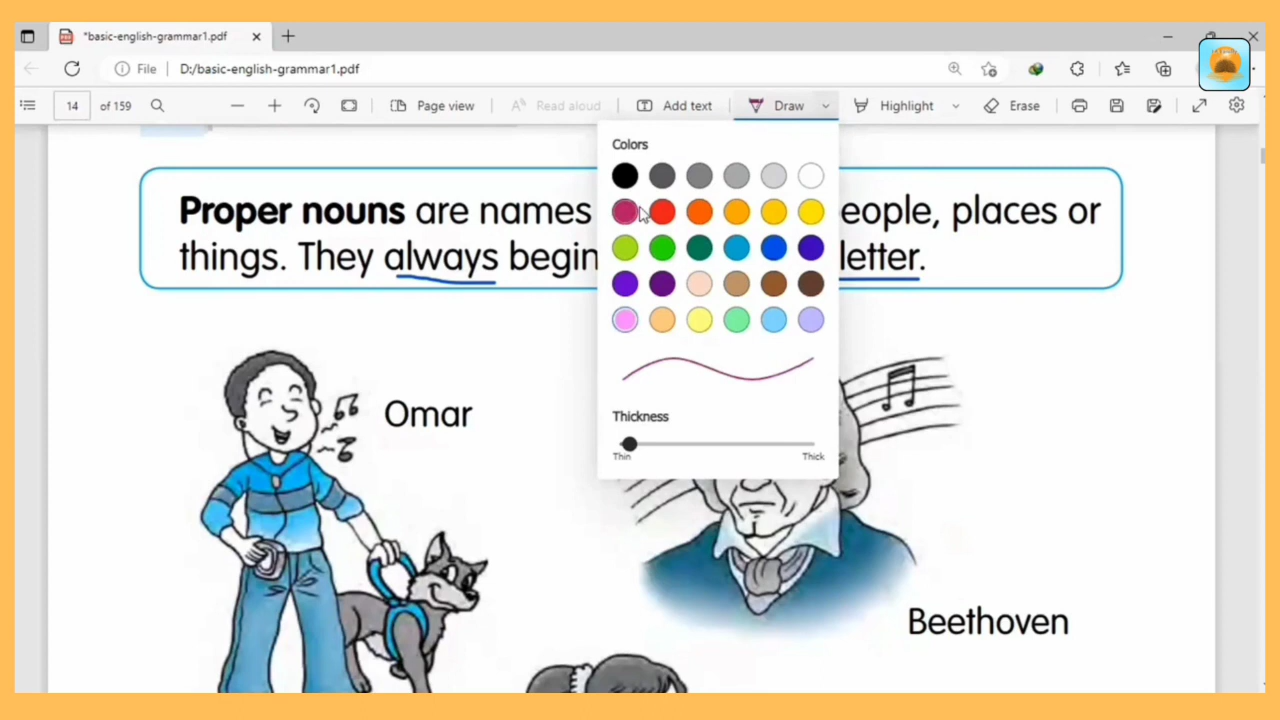 *basic-english-grammar1.pdf
File D:/basic-english-grammar1.pdf
14 of 159 Page view Read aloud Add text Draw Highlight Erase
Colors
Proper nouns are names eople, places or
things. They always begin letter.
Thickness
Thin Thick
Omar
Beethoven